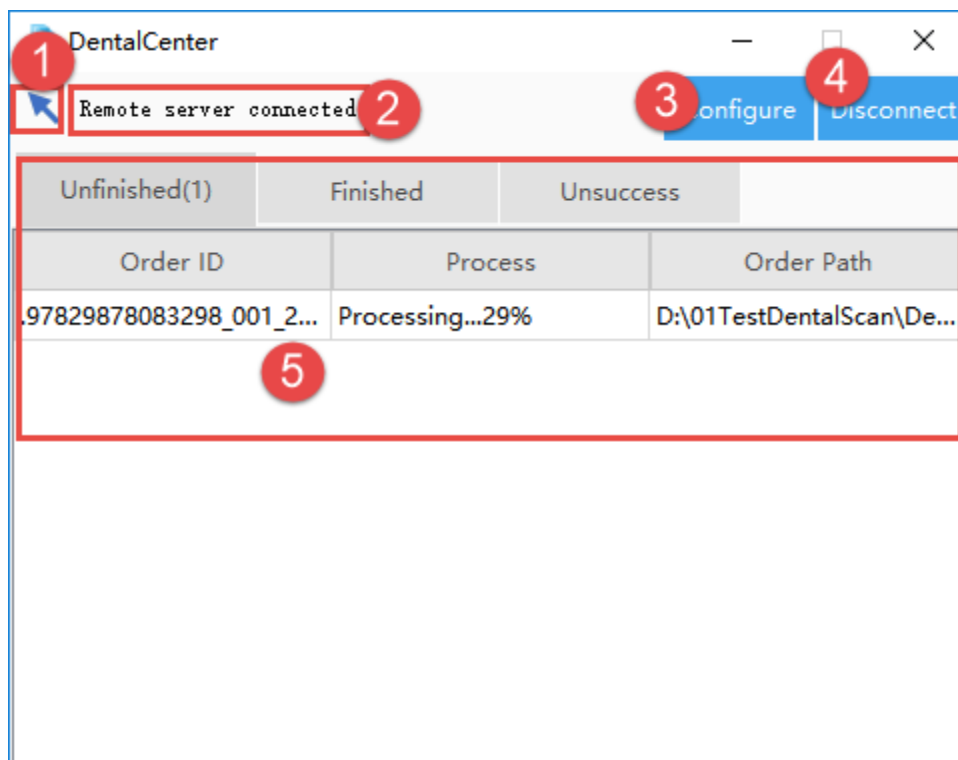 DentalCenter
1
Remote server connected 2 3 Configure 4 Disconnect
Unfinished(1) Finished Unsuccess
Order ID Process Order Path
.97829878083298_001_2... Processing...29% D:\01TestDentalScan\De...
5